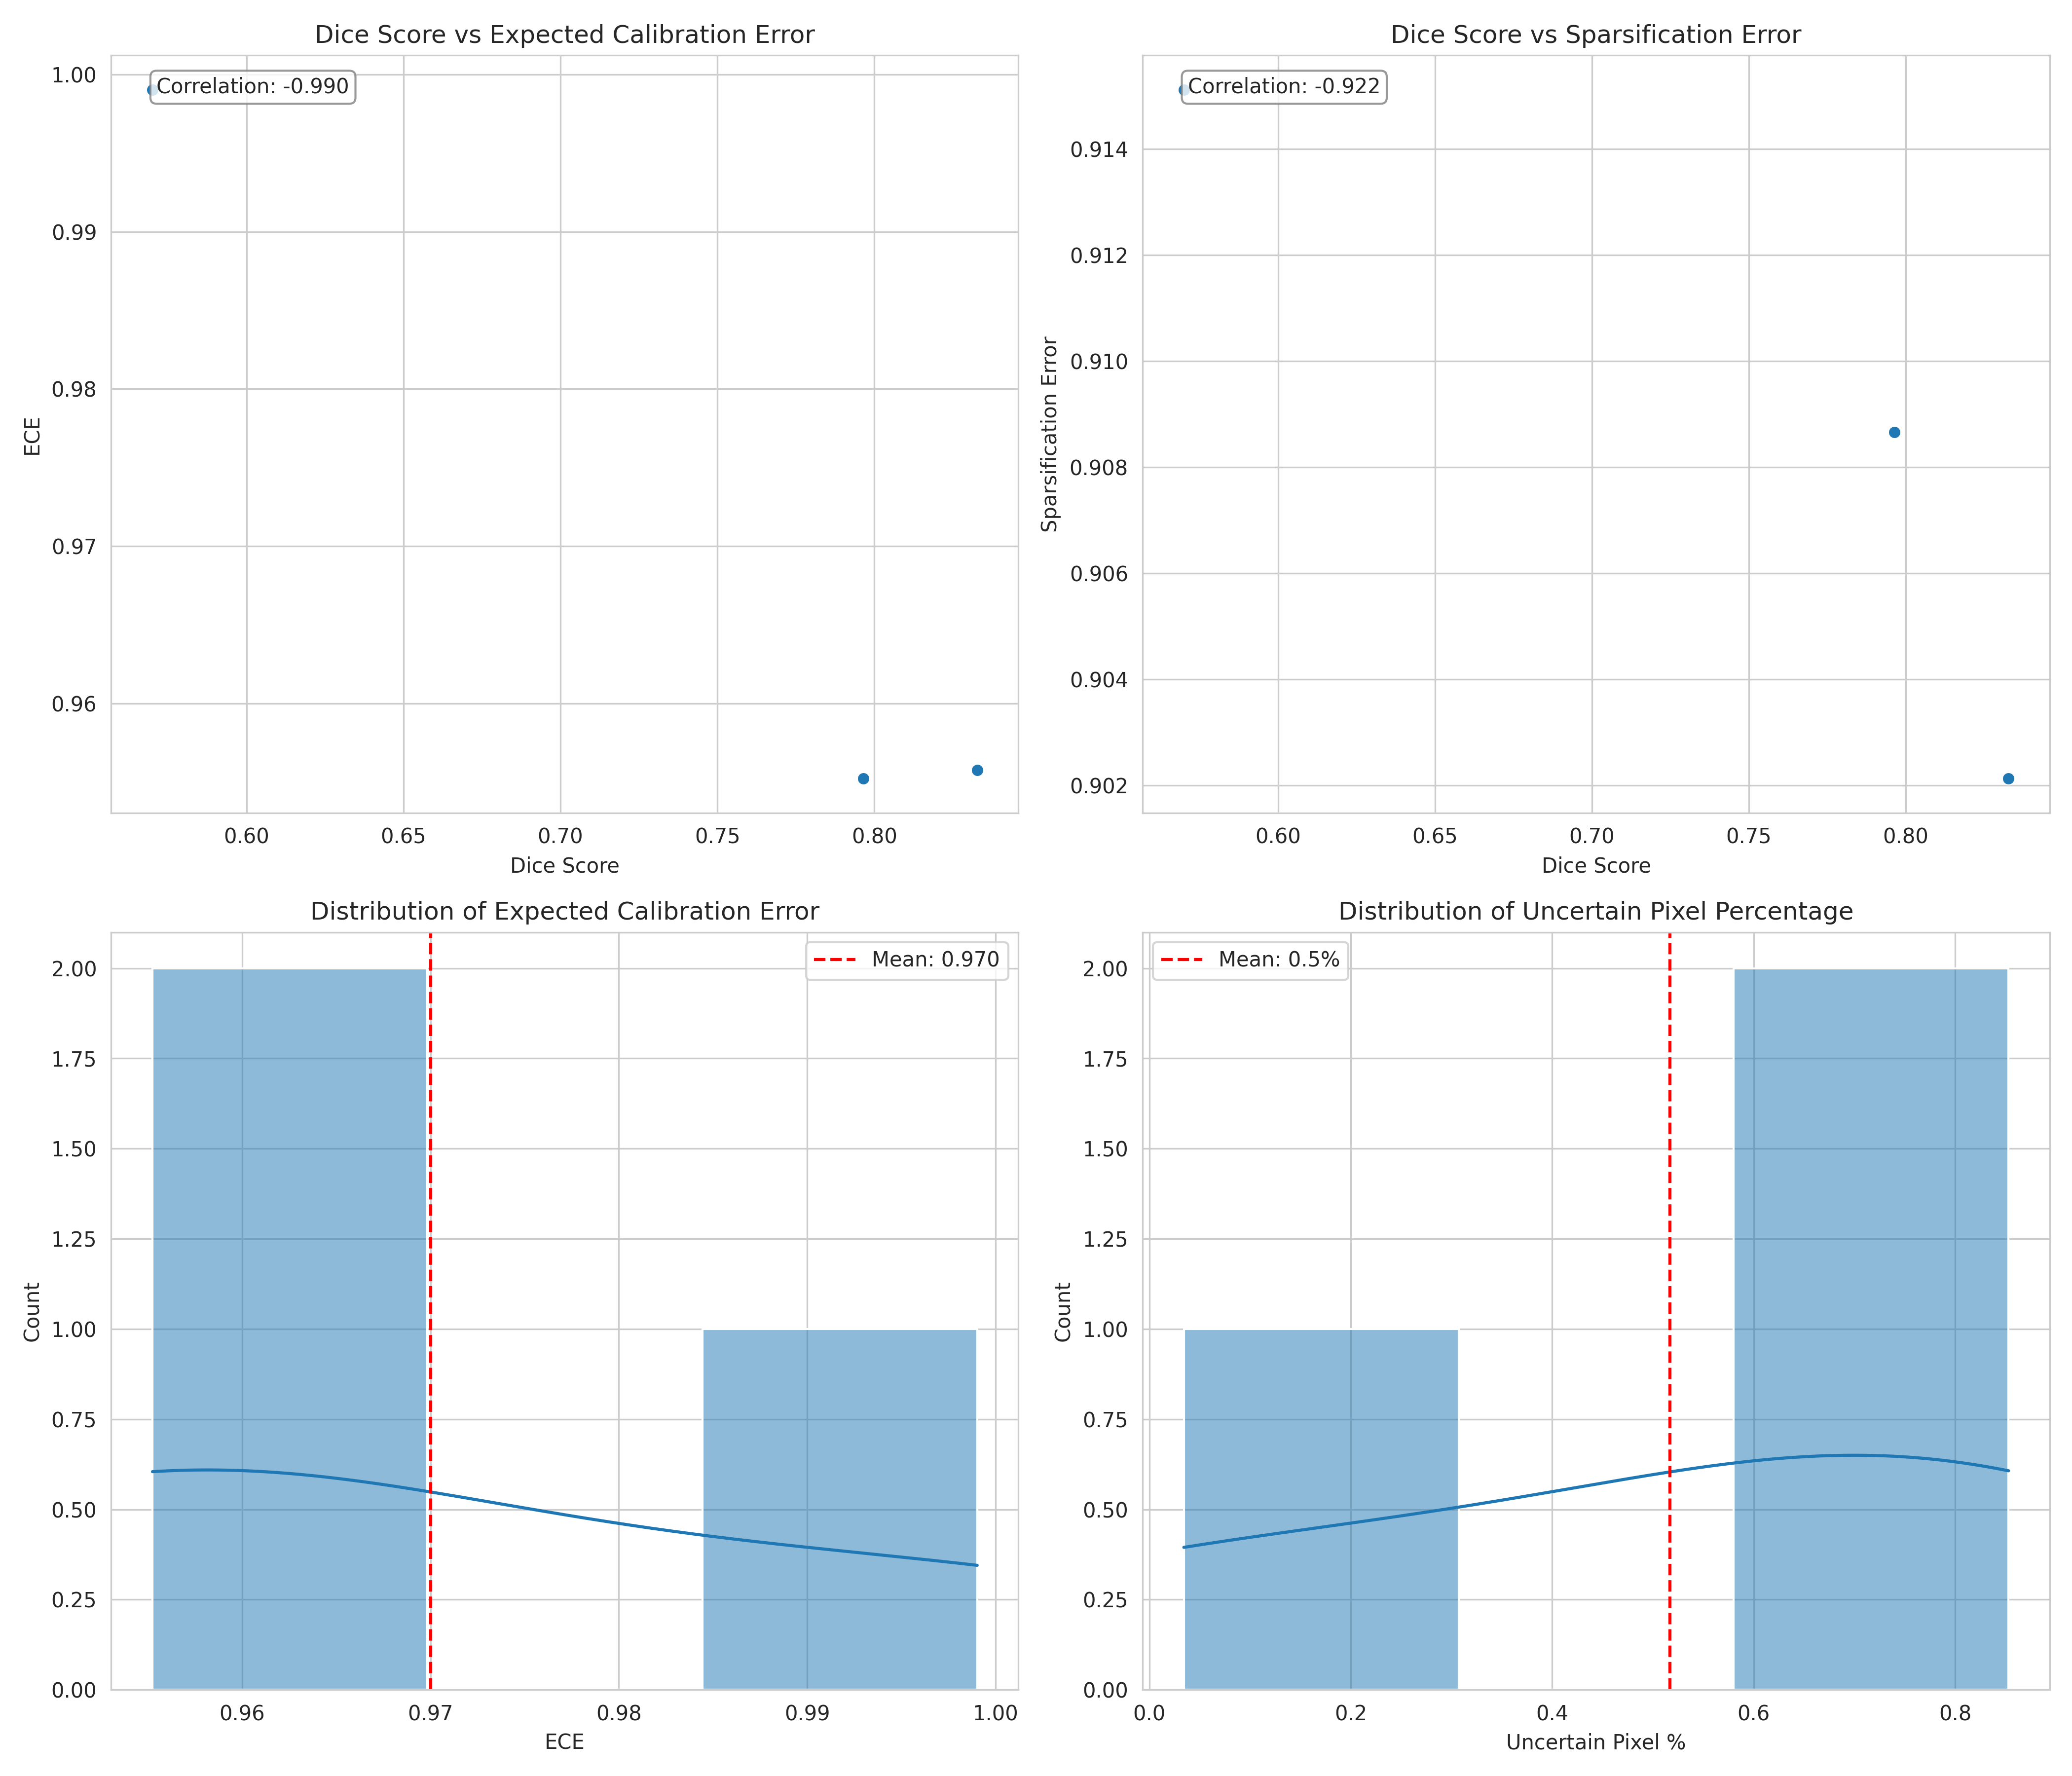 Dice Score vs Expected Calibration Error
Correlation: -0.990
1.00
0.99
0.98
0.97
0.96
ECE
0.60 0.65 0.70 0.75 0.80
Dice Score
Dice Score vs Sparsification Error
Correlation: -0.922
0.914
0.912
0.910
0.908
0.906
0.904
0.902
Sparsification Error
0.60 0.65 0.70 0.75 0.80
Dice Score
Distribution of Expected Calibration Error
Mean: 0.970
2.00
1.75
1.50
1.25
1.00
0.75
0.50
0.25
0.00
Count
0.96 0.97 0.98 0.99 1.00
ECE
Distribution of Uncertain Pixel Percentage
Mean: 0.5%
2.00
1.75
1.50
1.25
1.00
0.75
0.50
0.25
0.00
Count
0.0 0.2 0.4 0.6 0.8
Uncertain Pixel %